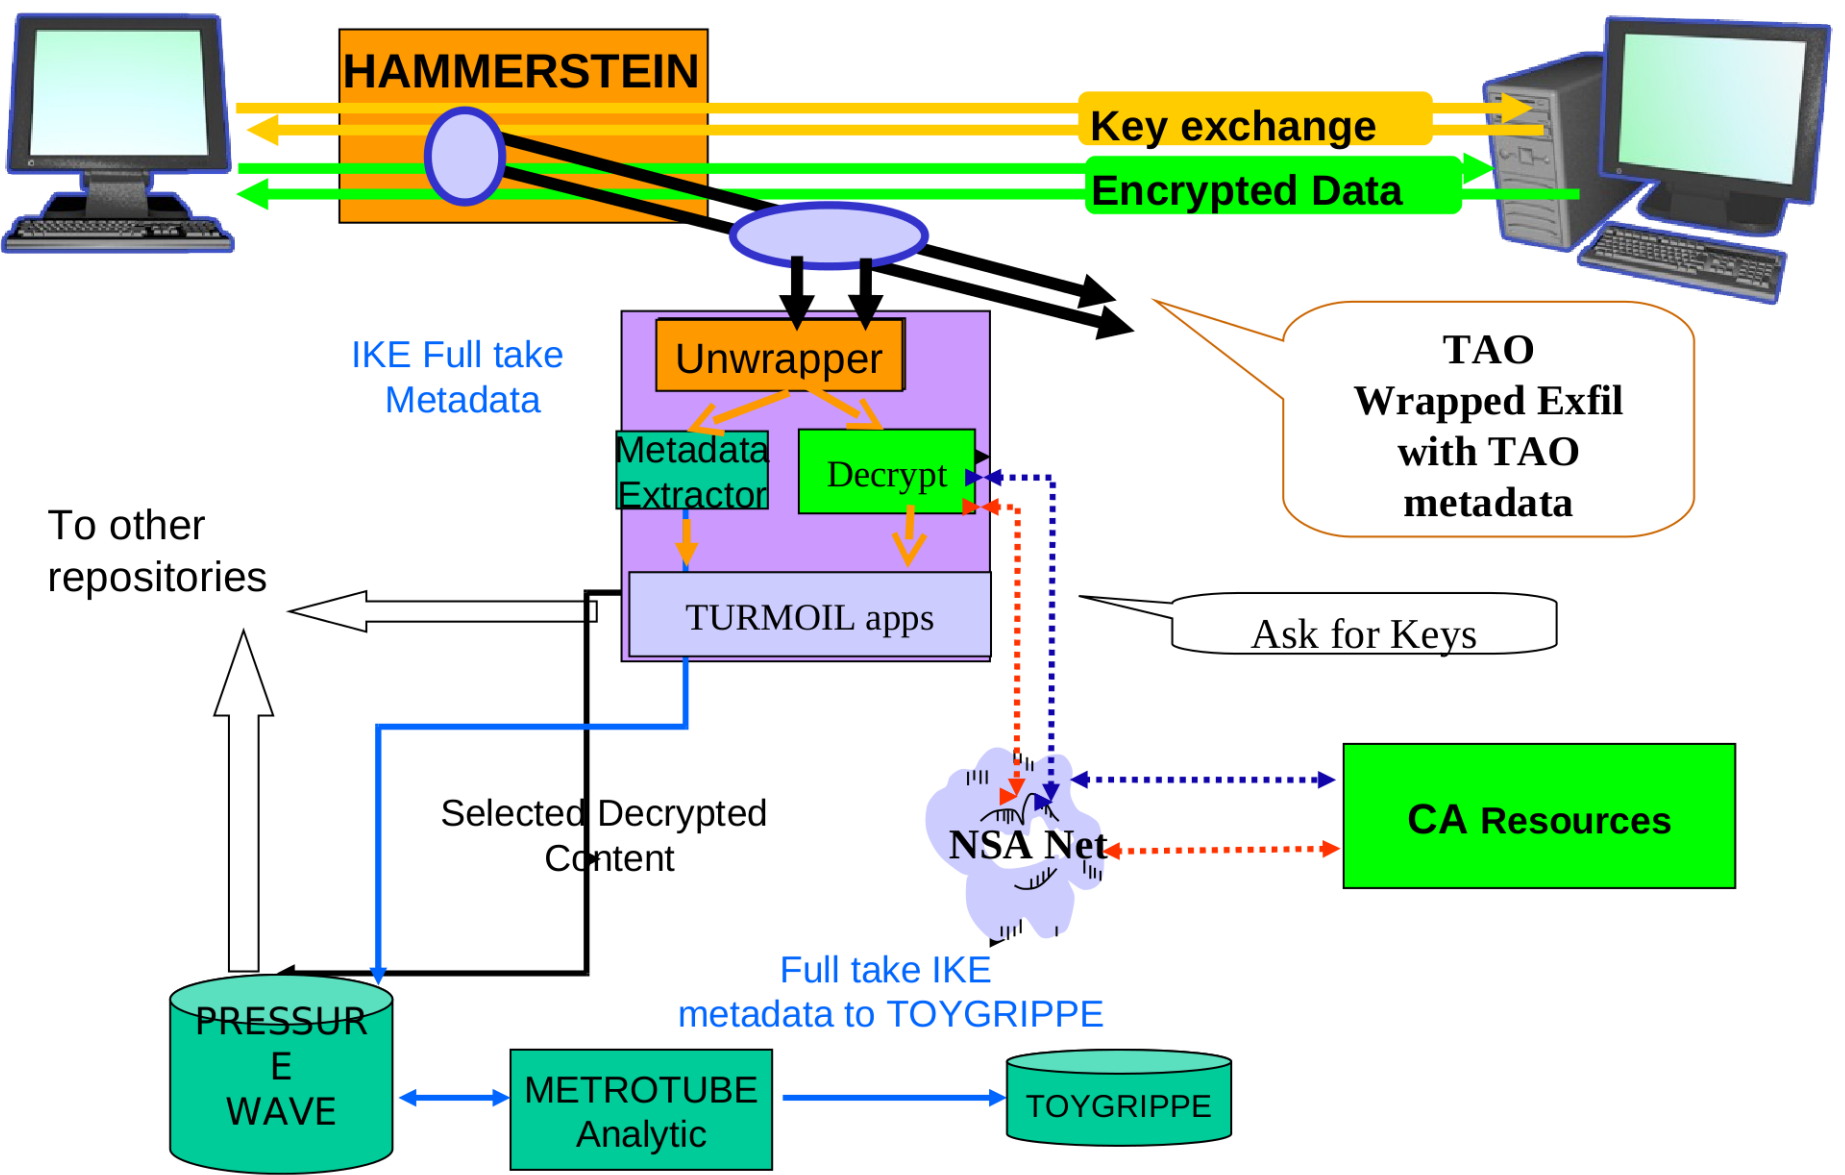 HAMMERSTEIN
Key exchange
Encrypted Data
IKE Full take
Metadata
Unwrapper
TAO
Wrapped Exfil
with TAO
metadata
Metadata
Extractor
Decrypt
To other
repositories
TURMOIL apps
Ask for Keys
Selected Decrypted
Content
NSA Net
CA Resources
Full take IKE
metadata to TOYGRIPPE
PRESSUR
E
WAVE
METROTUBE
Analytic
TOYGRIPPE